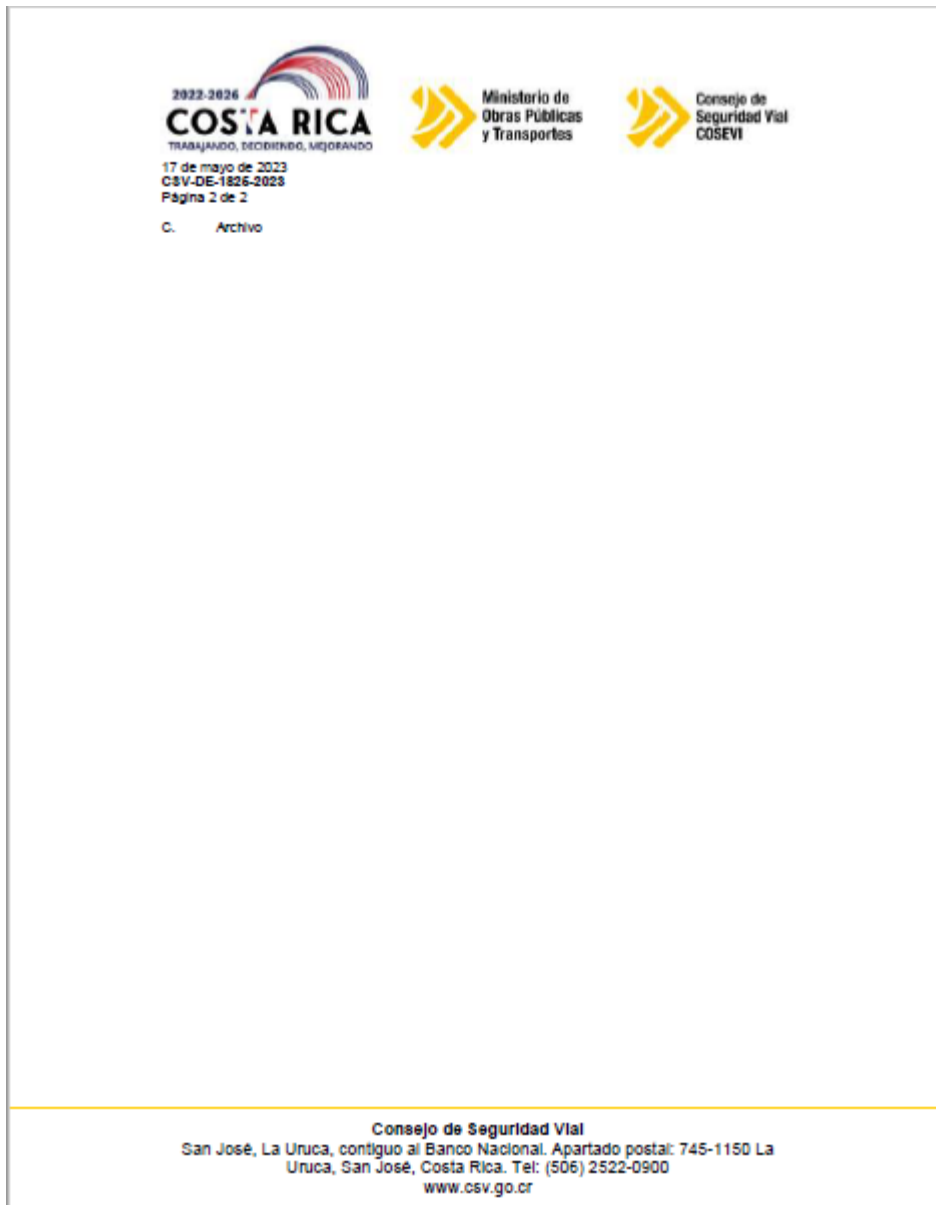 2022-2026
COSTA RICA
TRABAJANDO, DECIDIENDO, MEJORANDO
Ministerio de
Obras Públicas
y Transportes
Consejo de
Seguridad Vial
COSEVI
17 de mayo de 2023
CSV-DE-1825-2023
Página 2 de 2
C. Archivo
Consejo de Seguridad Vial
San José, La Uruca, contiguo al Banco Nacional. Apartado postal: 745-1150 La
Uruca, San José, Costa Rica. Tel: (506) 2522-0900
www.csv.go.cr